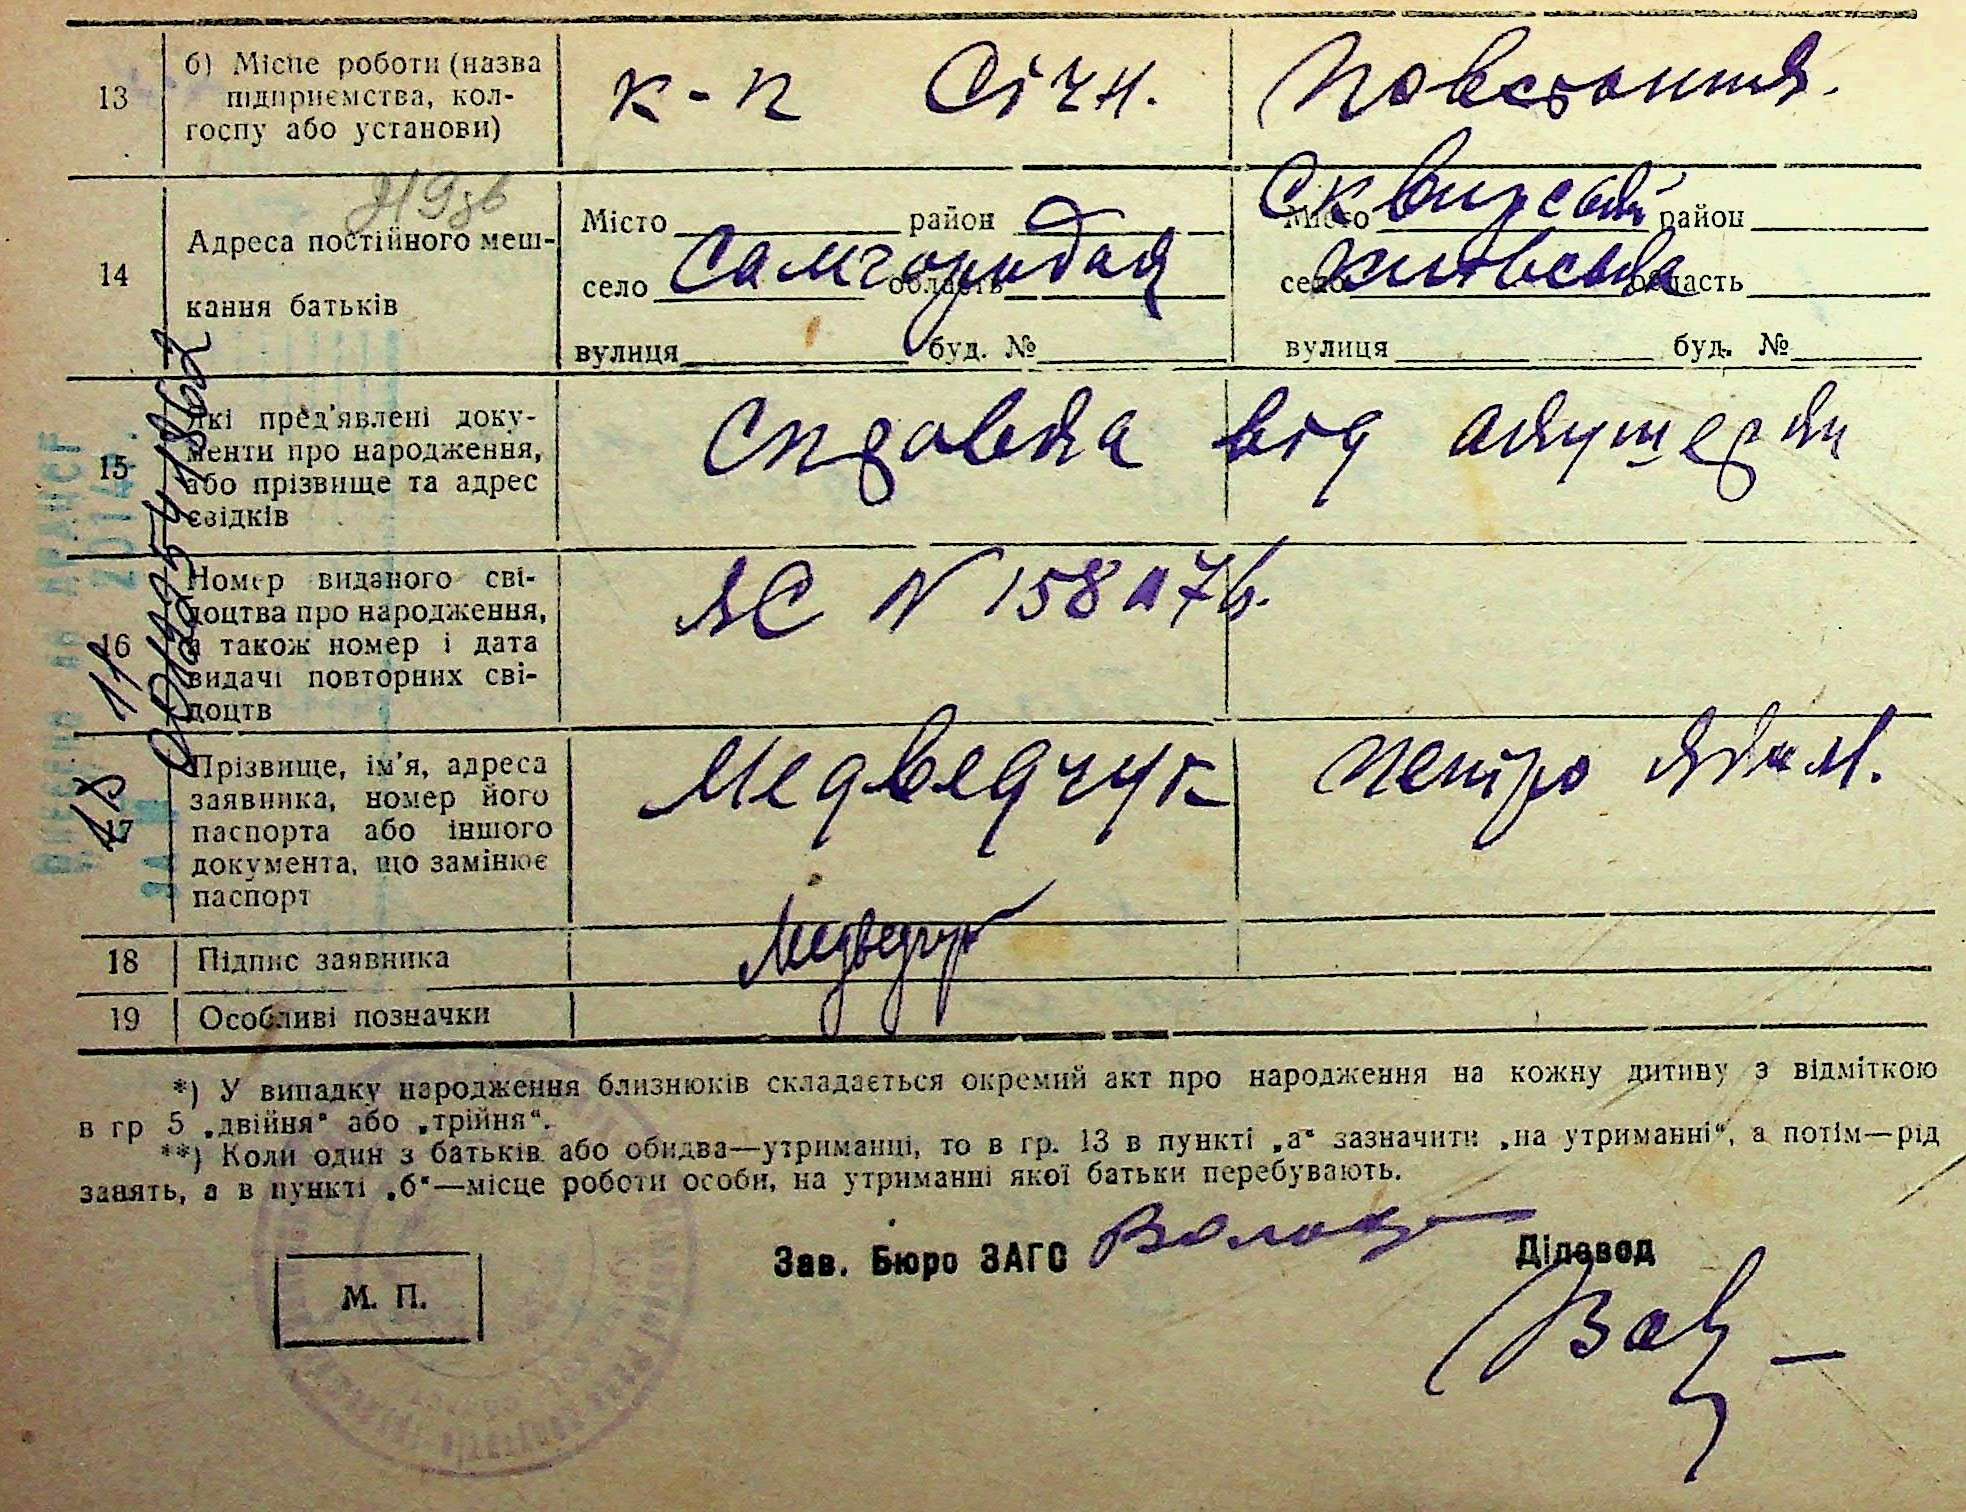 13 б) Місце роботи (назва підприємства, колгоспу або установи) к-п Січн. Повстання.
14 Адреса постійного мешкання батьків
Місто район Сквирський Місто район
село Самгородок область Київська село область
вулиця буд. № вулиця буд. №
15 Які пред'явлені документи про народження, або прізвище та адрес свідків Справка від акушерки
16 Номер виданого свідоцтва про народження, а також номер і дата видачі повторних свідоцтв ЯС N
17 Прізвище, ім'я, адреса заявника, номер його паспорта або іншого документа, що замінює паспорт Медведчук Петро Адам.
18 Підпис заявника Медведчук
19 Особливі позначки
*) У випадку народження близнюків складається окремий акт про народження на кожну дитину з відміткою
в гр 5 „двійня“ або „трійня“.
**) Коли один з батьків або обидва—утриманці, то в гр. 13 в пункті „а“ зазначити „на утриманні“, а потім—рід
занять, а в пункті „б“—місце роботи особи, на утриманні якої батьки перебувають.
Зав. Бюро ЗАГС Діловод
М. П.